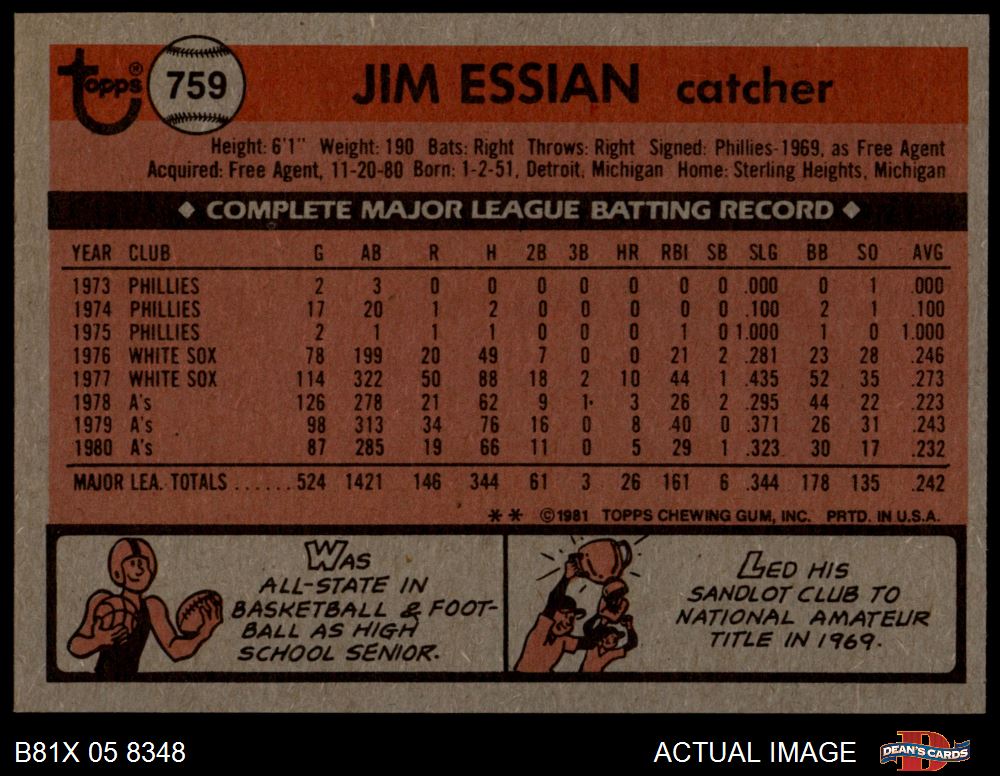 topps® 759 JIM ESSIAN catcher
Height: 6'1" Weight: 190 Bats: Right Throws: Right Signed: Phillies-1969, as Free Agent
Acquired: Free Agent, 11-20-80 Born: 1-2-51, Detroit, Michigan Home: Sterling Heights, Michigan
◆ COMPLETE MAJOR LEAGUE BATTING RECORD ◆
YEAR CLUB G AB R H 2B 3B HR RBI SB SLG BB SO AVG
1973 PHILLIES 2 3 0 0 0 0 0 0 0 .000 0 1 .000
1974 PHILLIES 17 20 1 2 0 0 0 0 0 .100 2 1 .100
1975 PHILLIES 2 1 1 1 0 0 0 1 0 1.000 1 0 1.000
1976 WHITE SOX 78 199 20 49 7 0 0 21 2 .281 23 28 .246
1977 WHITE SOX 114 322 50 88 18 2 10 44 1 .435 52 35 .273
1978 A's 126 278 21 62 9 1 3 26 2 .295 44 22 .223
1979 A's 98 313 34 76 16 0 8 40 0 .371 26 31 .243
1980 A's 87 285 19 66 11 0 5 29 1 .323 30 17 .232
MAJOR LEA. TOTALS ......524 1421 146 344 61 3 26 161 6 .344 178 135 .242
** ©1981 TOPPS CHEWING GUM, INC. PRTD. IN U.S.A.
WAS
ALL-STATE IN
BASKETBALL & FOOT-
BALL AS HIGH
SCHOOL SENIOR.
LED HIS
SANDLOT CLUB TO
NATIONAL AMATEUR
TITLE IN 1969.
B81X 05 8348 ACTUAL IMAGE D DEAN'S CARDS